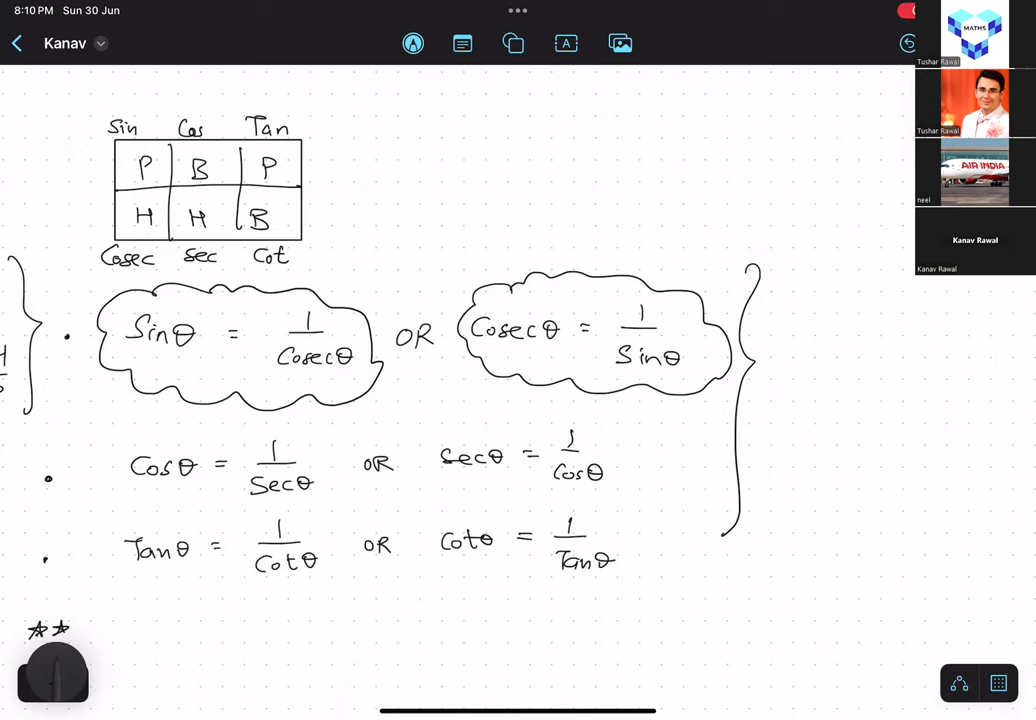 8:10 PM Sun 30 Jun
Kanav
A
MATHS
Tushar Rawal
Tushar Rawal
AIR INDIA
neel
Kanav Rawal
Kanav Rawal
Sin Cos Tan
P B P
H H B
Cosec Sec Cot
Sinθ = 1/Cosecθ OR Cosecθ = 1/Sinθ
Cosθ = 1/Secθ OR Secθ = 1/Cosθ
Tanθ = 1/Cotθ OR Cotθ = 1/Tanθ